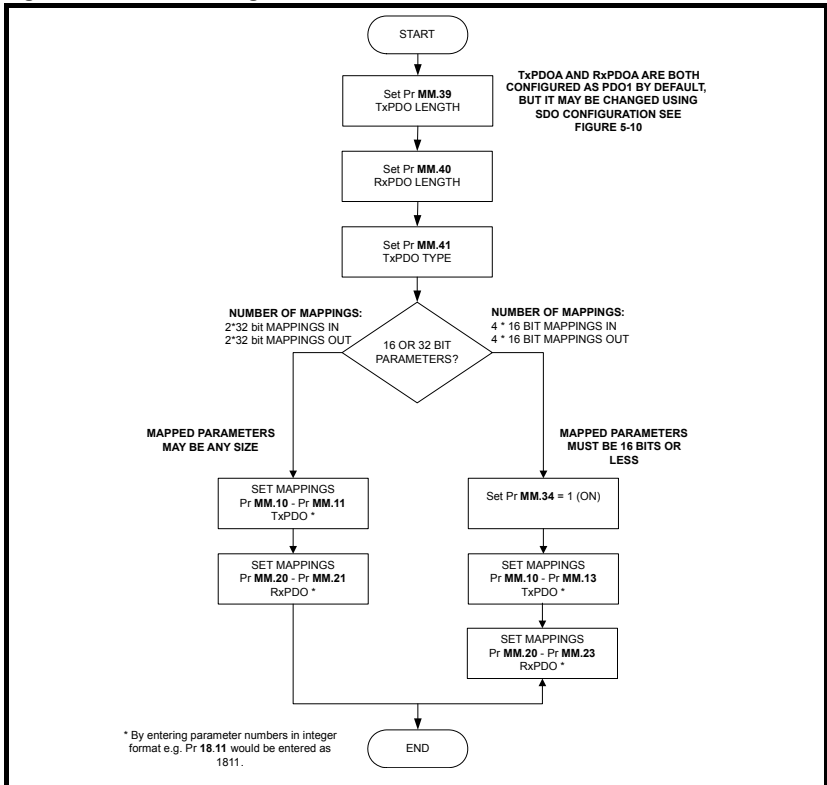 START
Set Pr MM.39
TxPDO LENGTH
TxPDOA AND RxPDOA ARE BOTH
CONFIGURED AS PDO1 BY DEFAULT,
BUT IT MAY BE CHANGED USING
SDO CONFIGURATION SEE
FIGURE 5-10
Set Pr MM.40
RxPDO LENGTH
Set Pr MM.41
TxPDO TYPE
NUMBER OF MAPPINGS:
2*32 bit MAPPINGS IN
2*32 bit MAPPINGS OUT
NUMBER OF MAPPINGS:
4 * 16 BIT MAPPINGS IN
4 * 16 BIT MAPPINGS OUT
16 OR 32 BIT
PARAMETERS?
MAPPED PARAMETERS
MAY BE ANY SIZE
MAPPED PARAMETERS
MUST BE 16 BITS OR
LESS
SET MAPPINGS
Pr MM.10 - Pr MM.11
TxPDO *
Set Pr MM.34 = 1 (ON)
SET MAPPINGS
Pr MM.20 - Pr MM.21
RxPDO *
SET MAPPINGS
Pr MM.10 - Pr MM.13
TxPDO *
SET MAPPINGS
Pr MM.20 - Pr MM.23
RxPDO *
* By entering parameter numbers in integer
format e.g. Pr 18.11 would be entered as
1811.
END